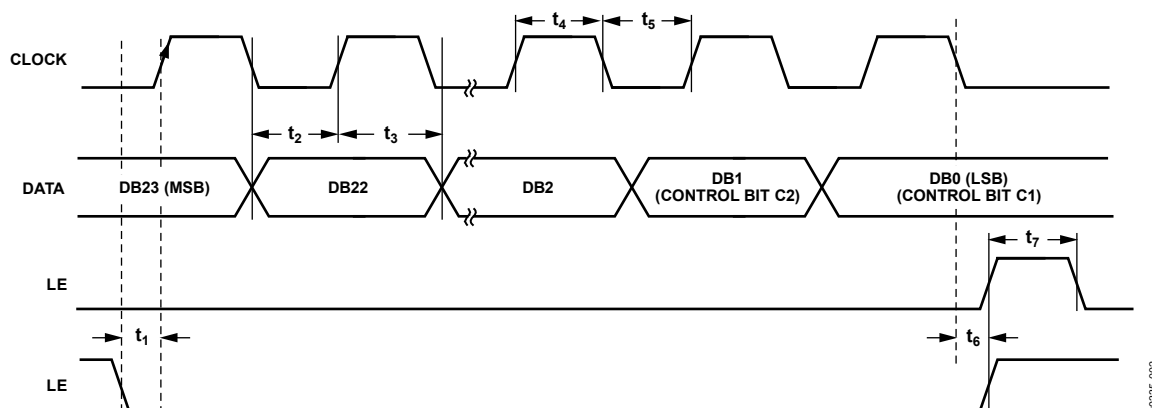 t4
t5
CLOCK
t2
t3
DATA
DB23 (MSB)
DB22
DB2
DB1
(CONTROL BIT C2)
DB0 (LSB)
(CONTROL BIT C1)
t7
LE
t1
t6
LE